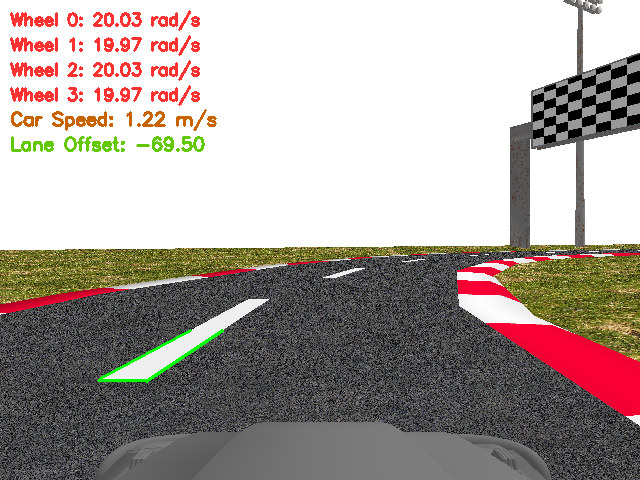 Wheel 0: 20.03 rad/s
Wheel 1: 19.97 rad/s
Wheel 2: 20.03 rad/s
Wheel 3: 19.97 rad/s
Car Speed: 1.22 m/s
Lane Offset: -69.50